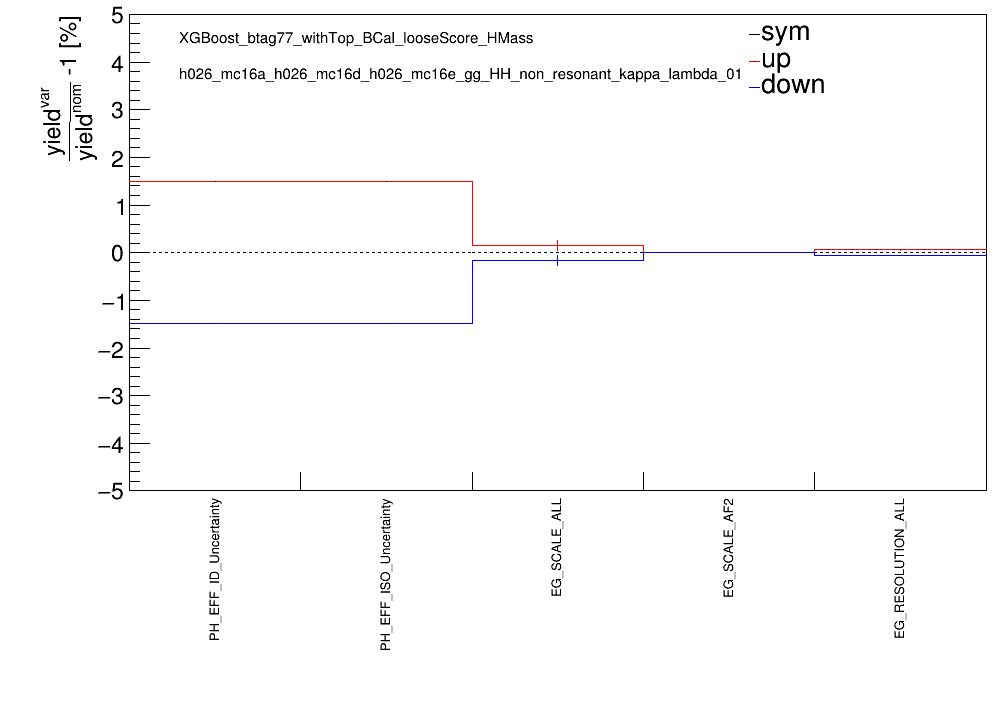 yield^var / yield^nom -1 [%]
XGBoost_btag77_withTop_BCal_looseScore_HMass
h026_mc16a_h026_mc16d_h026_mc16e_gg_HH_non_resonant_kappa_lambda_01
sym
up
down
5
4
3
2
1
0
−1
−2
−3
−4
−5
PH_EFF_ID_Uncertainty
PH_EFF_ISO_Uncertainty
EG_SCALE_ALL
EG_SCALE_AF2
EG_RESOLUTION_ALL